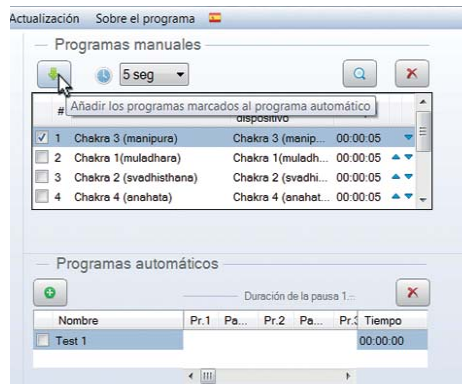 Actualización Sobre el programa
Programas manuales
5 seg
Añadir los programas marcados al programa automático
#
dispositivo
1 Chakra 3 (manipura) Chakra 3 (manip... 00:00:05
2 Chakra 1(muladhara) Chakra 1(muladh... 00:00:05
3 Chakra 2 (svadhisthana) Chakra 2 (svadhi... 00:00:05
4 Chakra 4 (anahata) Chakra 4 (anahat... 00:00:05
Programas automáticos
Duración de la pausa 1...
Nombre Pr.1 Pa... Pr.2 Pa... Pr.3 Tiempo
Test 1 00:00:00